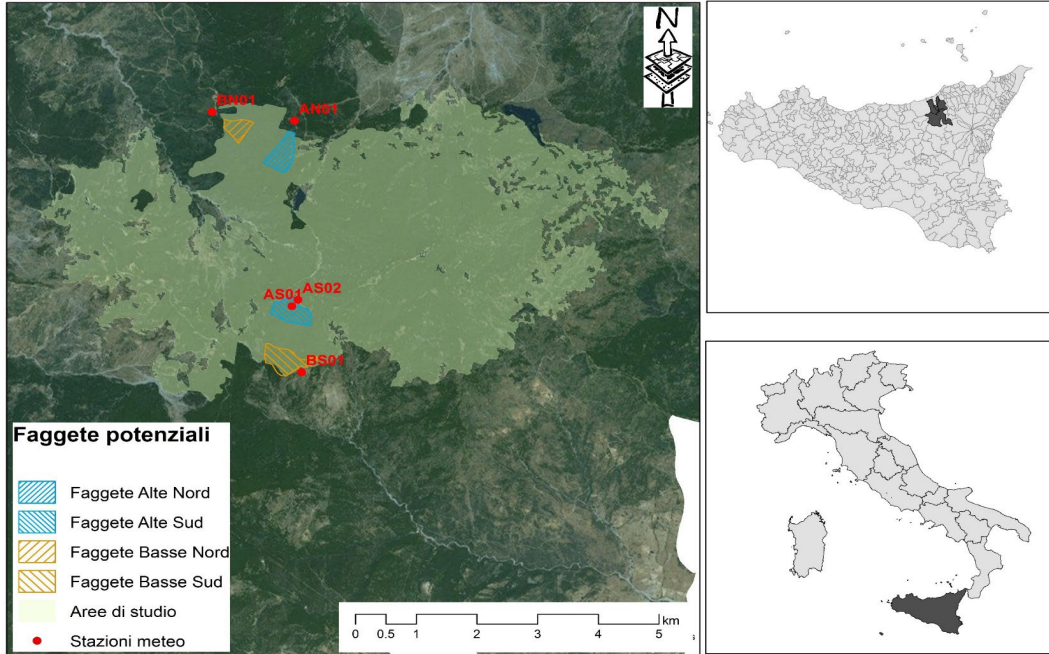 N
BN01
AN01
AS01
AS02
BS01
Faggete potenziali
Faggete Alte Nord
Faggete Alte Sud
Faggete Basse Nord
Faggete Basse Sud
Aree di studio
Stazioni meteo
0 0.5 1 2 3 4 5
km